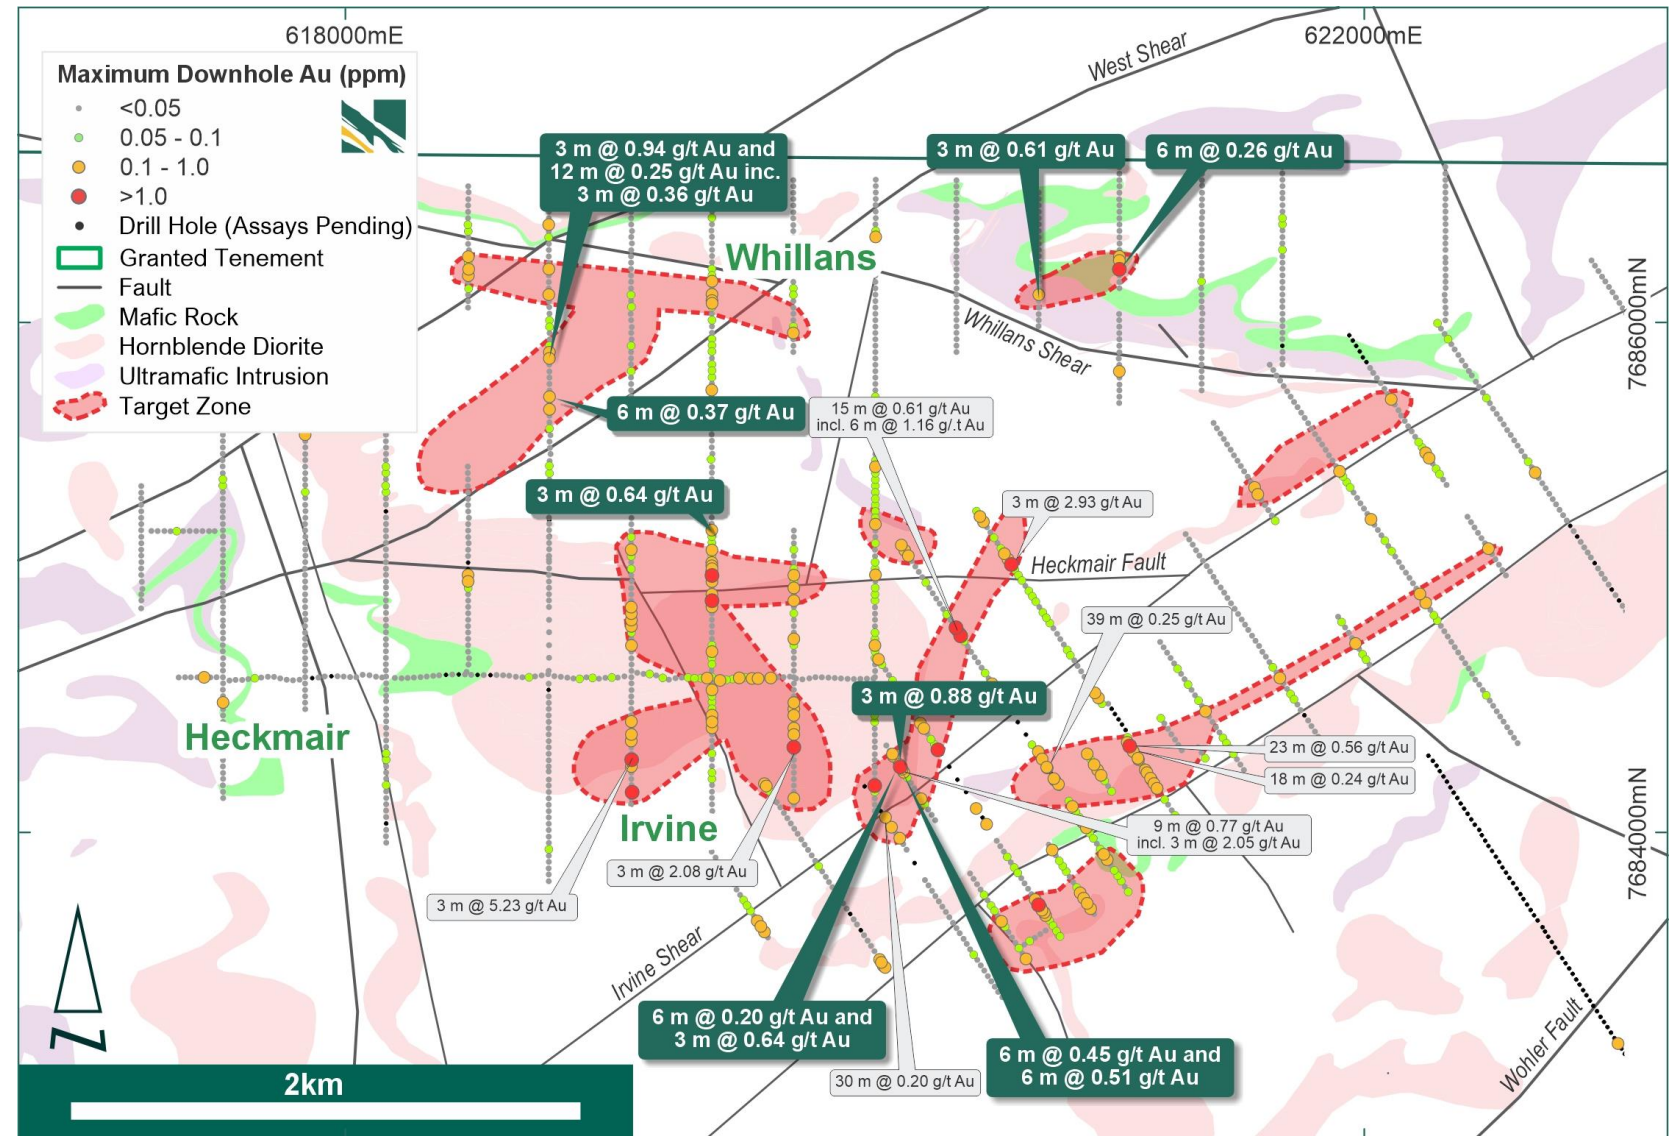 618000mE
622000mE
Maximum Downhole Au (ppm)
<0.05
0.05 - 0.1
0.1 - 1.0
>1.0
Drill Hole (Assays Pending)
Granted Tenement
Fault
Mafic Rock
Hornblende Diorite
Ultramafic Intrusion
Target Zone
West Shear
3 m @ 0.94 g/t Au and
12 m @ 0.25 g/t Au inc.
3 m @ 0.36 g/t Au
3 m @ 0.61 g/t Au
6 m @ 0.26 g/t Au
Whillans
Whillans Shear
7686000mN
6 m @ 0.37 g/t Au
15 m @ 0.61 g/t Au
incl. 6 m @ 1.16 g/.t Au
3 m @ 0.64 g/t Au
3 m @ 2.93 g/t Au
Heckmair Fault
39 m @ 0.25 g/t Au
3 m @ 0.88 g/t Au
Heckmair
23 m @ 0.56 g/t Au
18 m @ 0.24 g/t Au
Irvine
9 m @ 0.77 g/t Au
incl. 3 m @ 2.05 g/t Au
7684000mN
3 m @ 2.08 g/t Au
3 m @ 5.23 g/t Au
Irvine Shear
6 m @ 0.20 g/t Au and
3 m @ 0.64 g/t Au
6 m @ 0.45 g/t Au and
6 m @ 0.51 g/t Au
30 m @ 0.20 g/t Au
Wohler Fault
N
2km